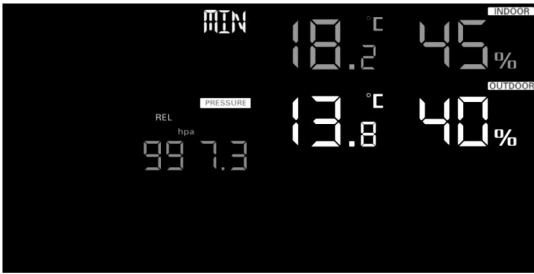 MIN
INDOOR
18.2 °C 45%
OUTDOOR
13.8 °C 40%
PRESSURE
REL
hpa
997.3